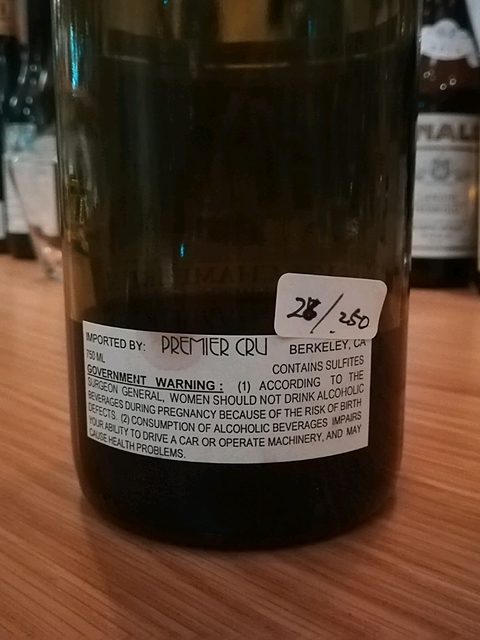 28/.250
IMPORTED BY: PREMIER CRU BERKELEY, CA
750 ML CONTAINS SULFITES
GOVERNMENT WARNING: (1) ACCORDING TO THE
SURGEON GENERAL, WOMEN SHOULD NOT DRINK ALCOHOLIC
BEVERAGES DURING PREGNANCY BECAUSE OF THE RISK OF BIRTH
DEFECTS. (2) CONSUMPTION OF ALCOHOLIC BEVERAGES IMPAIRS
YOUR ABILITY TO DRIVE A CAR OR OPERATE MACHINERY, AND MAY
CAUSE HEALTH PROBLEMS.